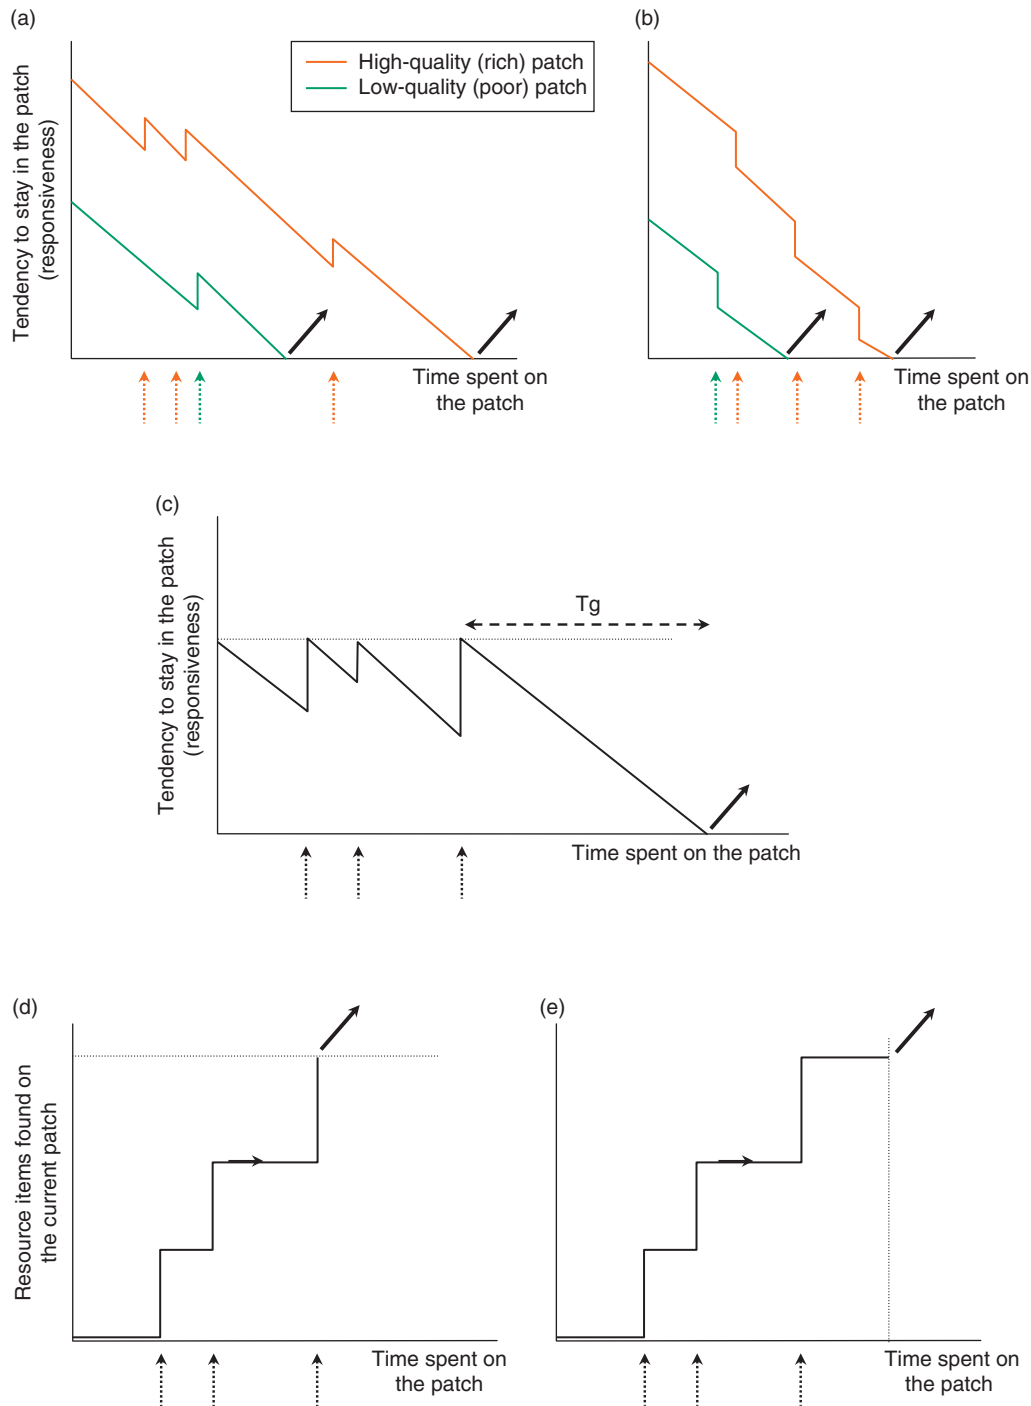 (a)
(b)
High-quality (rich) patch
Low-quality (poor) patch
Tendency to stay in the patch
(responsiveness)
Time spent on
the patch
Time spent on
the patch
(c)
Tg
Tendency to stay in the patch
(responsiveness)
Time spent on the patch
(d)
(e)
Resource items found on
the current patch
Time spent on
the patch
Time spent on
the patch